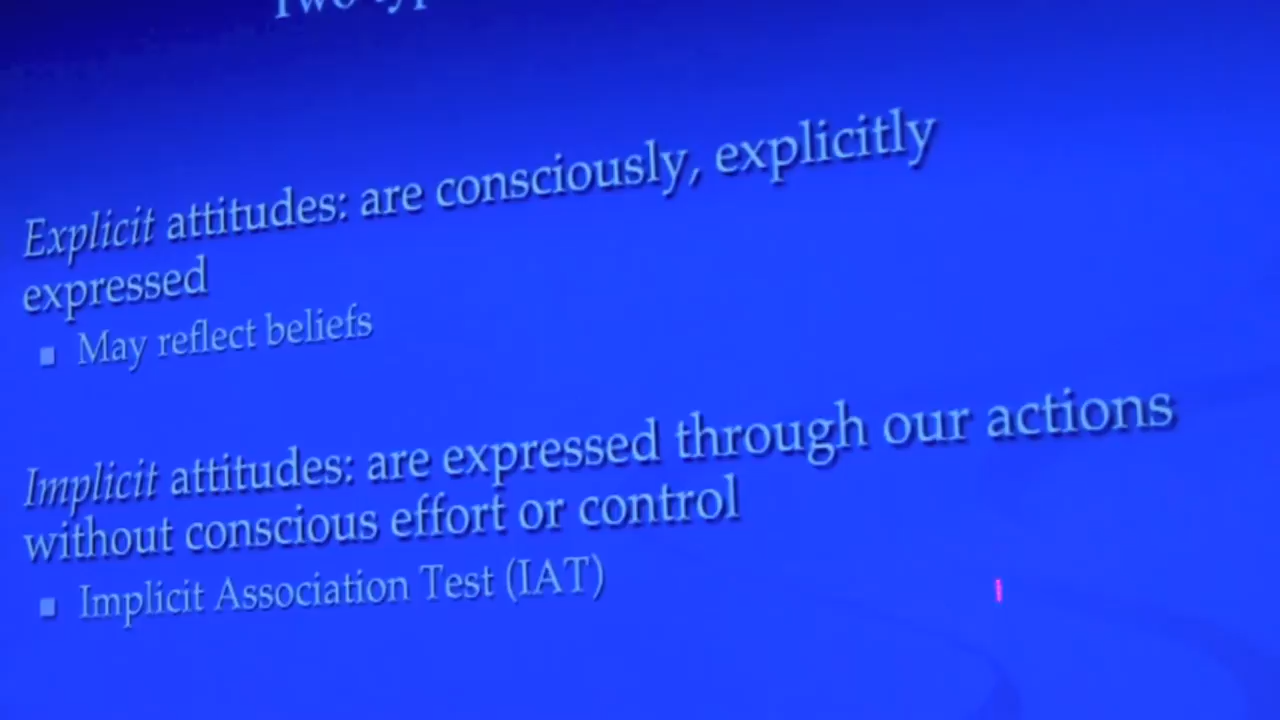 Two
Explicit attitudes: are consciously, explicitly
expressed
May reflect beliefs
Implicit attitudes: are expressed through our actions
without conscious effort or control
Implicit Association Test (IAT)